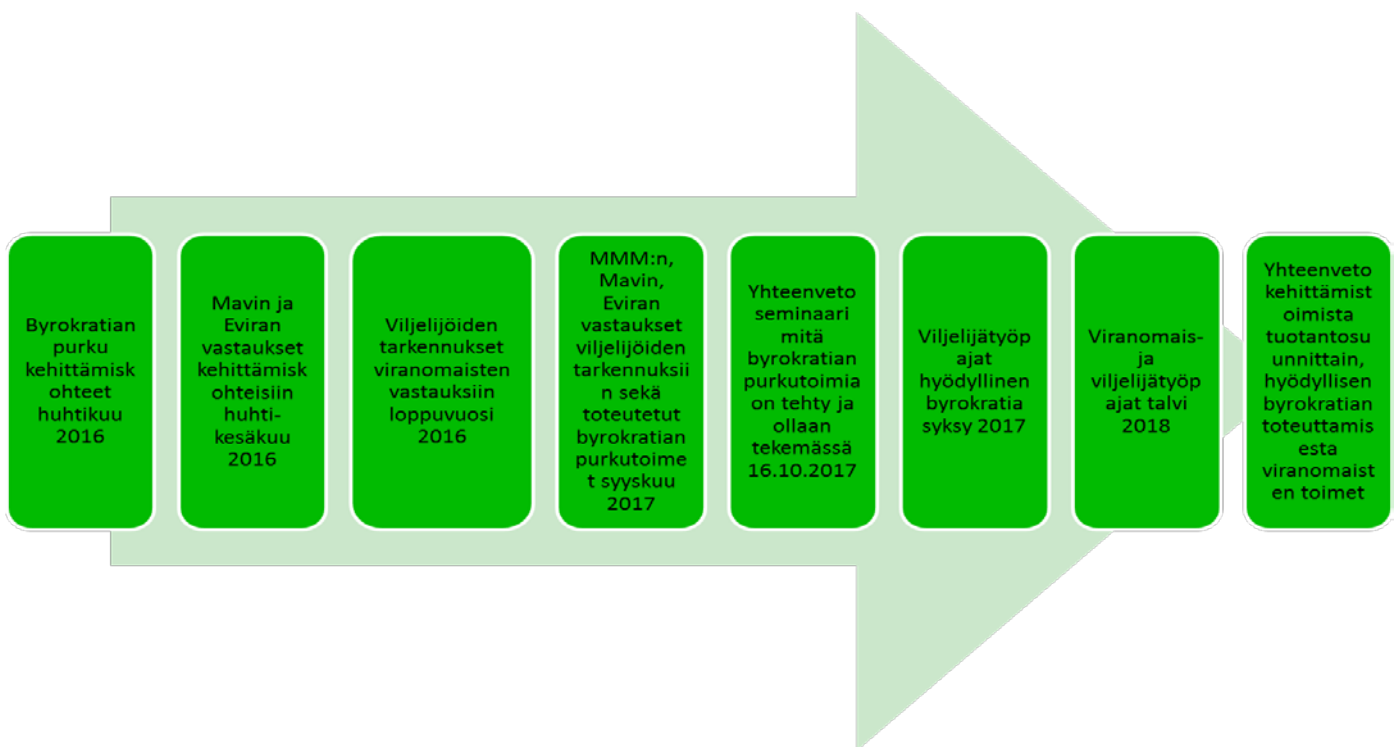 Byrokratian
purku
kehittämisk
ohteet
huhtikuu
2016
Mavin ja
Eviran
vastaukset
kehittämisk
ohteisiin
huhti-
kesäkuu
2016
Viljelijöiden
tarkennukset
viranomaisten
vastauksiin
loppuvuosi
2016
MMM:n,
Mavin,
Eviran
vastaukset
viljelijöiden
tarkennuksii
n sekä
toteutetut
byrokratian
purkutoime
t syyskuu
2017
Yhteenveto
seminaari
mitä
byrokratian
purkutoimia
on tehty ja
ollaan
tekemässä
16.10.2017
Viljelijätyöp
ajat
hyödyllinen
byrokratia
syksy 2017
Viranomais-
ja
viljelijätyöp
ajat talvi
2018
Yhteenveto
kehittämist
oimista
tuotantosu
unnittain,
hyödyllisen
byrokratian
toteuttamis
esta
viranomaist
en toimet